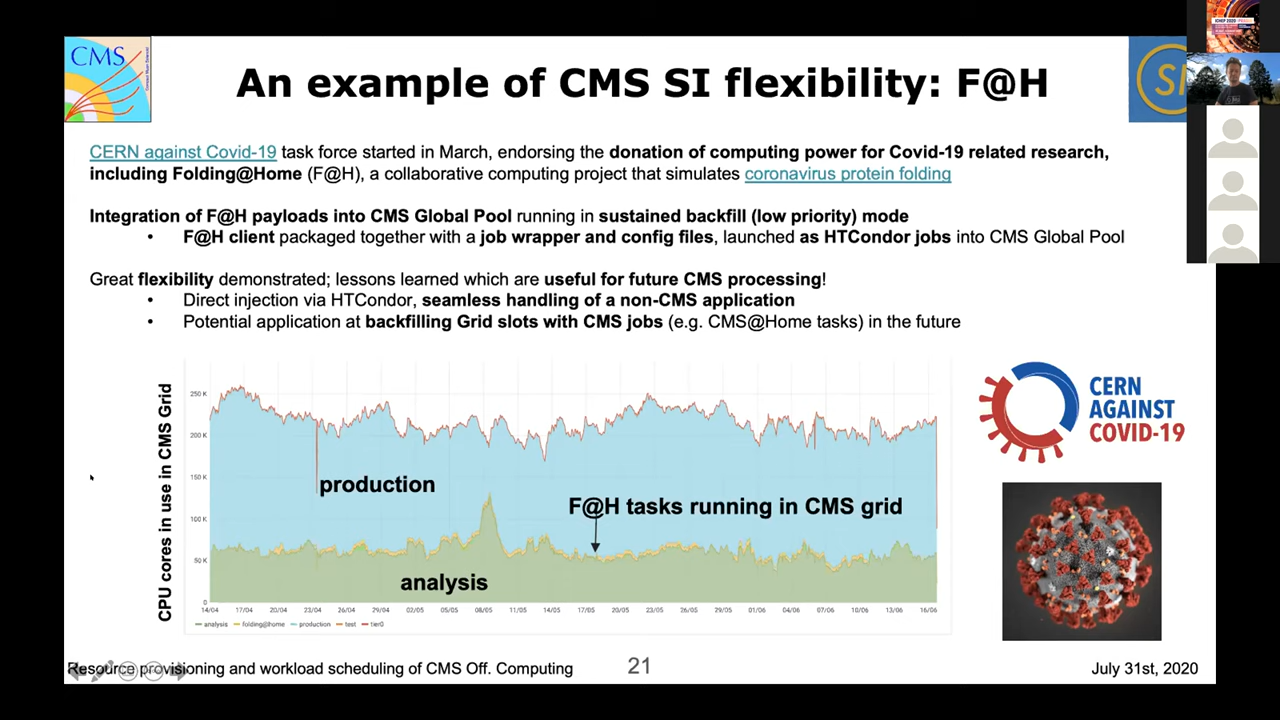 CMS
An example of CMS SI flexibility: F@H
ICHEP 2020
CERN against Covid-19 task force started in March, endorsing the donation of computing power for Covid-19 related research,
including Folding@Home (F@H), a collaborative computing project that simulates coronavirus protein folding
Integration of F@H payloads into CMS Global Pool running in sustained backfill (low priority) mode
• F@H client packaged together with a job wrapper and config files, launched as HTCondor jobs into CMS Global Pool
Great flexibility demonstrated; lessons learned which are useful for future CMS processing!
• Direct injection via HTCondor, seamless handling of a non-CMS application
• Potential application at backfilling Grid slots with CMS jobs (e.g. CMS@Home tasks) in the future
CPU cores in use in CMS Grid
250 K
200 K
150 K
100 K
50 K
0
production
F@H tasks running in CMS grid
analysis
14/04 17/04 20/04 23/04 26/04 29/04 02/05 05/05 08/05 11/05 14/05 17/05 20/05 23/05 26/05 29/05 01/06 04/06 07/06 10/06 13/06 16/06
analysis folding@home production test tier0
CERN
AGAINST
COVID-19
Resource provisioning and workload scheduling of CMS Off. Computing
21
July 31st, 2020